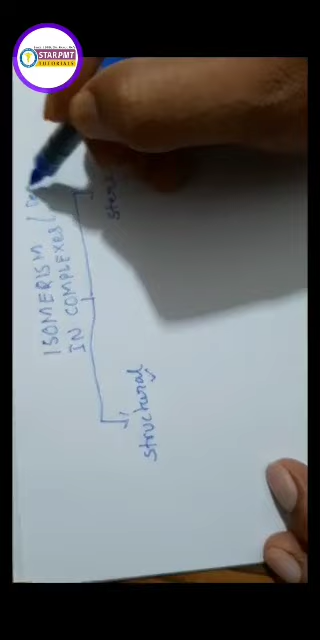 STARPMT
TUTORIALS
ISOMERISM
IN COMPLEXES /
structural